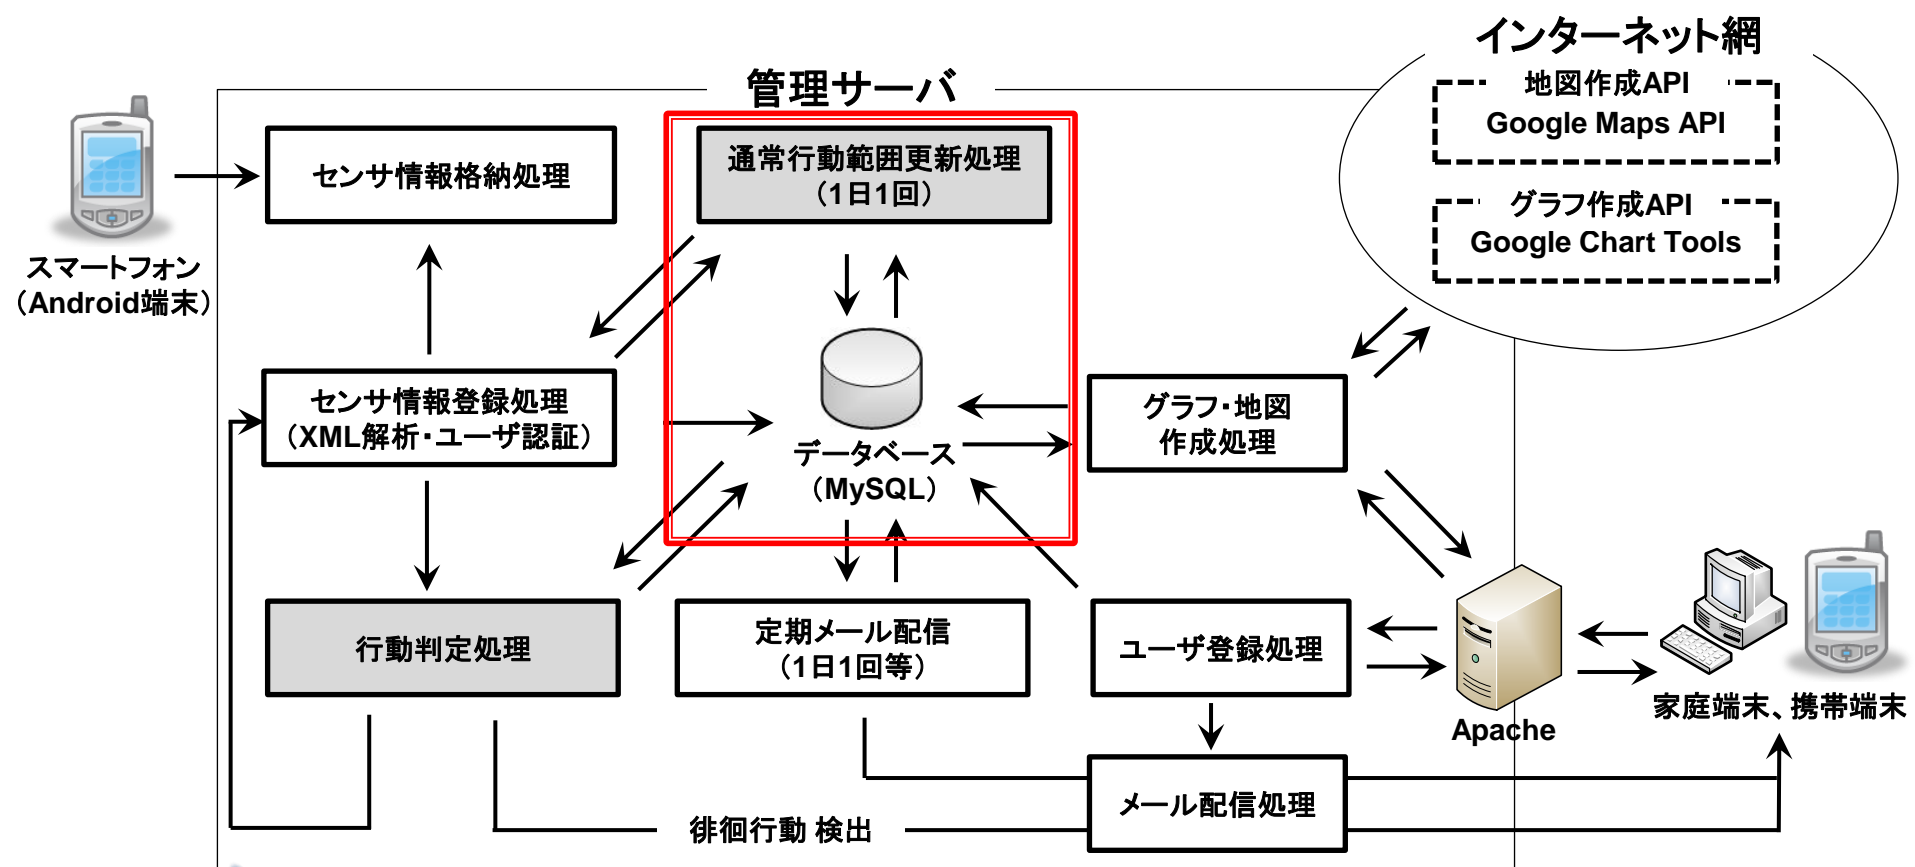 インターネット網
地図作成API
Google Maps API
グラフ作成API
Google Chart Tools
管理サーバ
センサ情報格納処理
通常行動範囲更新処理
（1日1回）
スマートフォン
（Android端末）
センサ情報登録処理
（XML解析・ユーザ認証）
データベース
（MySQL）
グラフ・地図
作成処理
行動判定処理
定期メール配信
（1日1回等）
ユーザ登録処理
Apache
家庭端末、携帯端末
メール配信処理
徘徊行動 検出